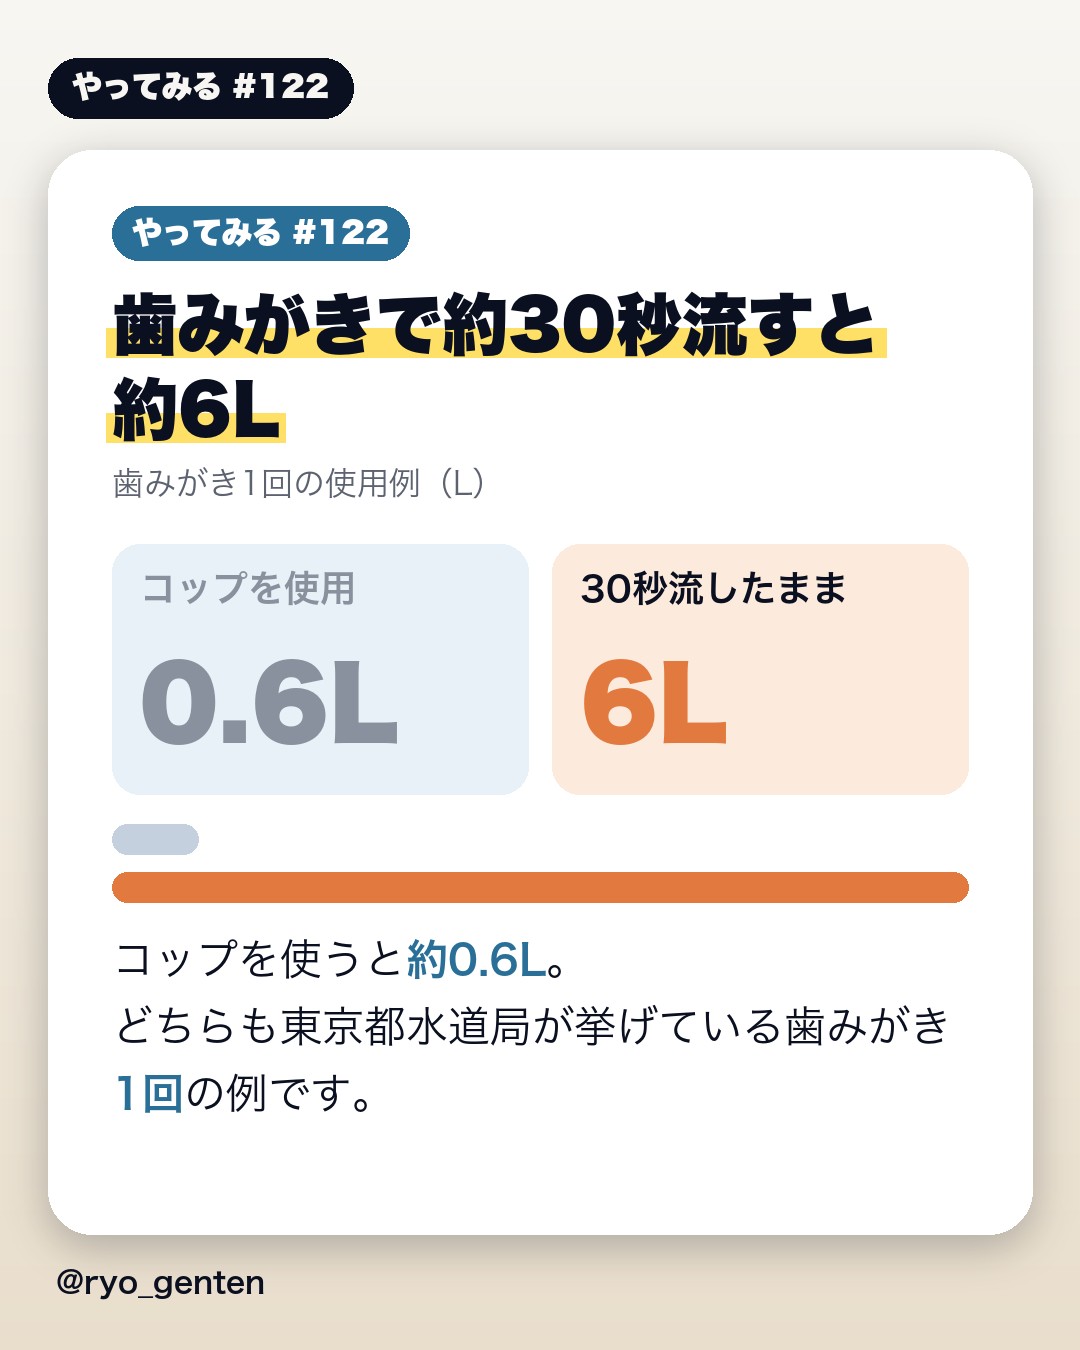 やってみる #122
やってみる #122
歯みがきで約30秒流すと
約6L
歯みがき1回の使用例（L）
コップを使用
0.6L
30秒流したまま
6L
コップを使うと約0.6L。
どちらも東京都水道局が挙げている歯みがき
1回の例です。
@ryo_genten